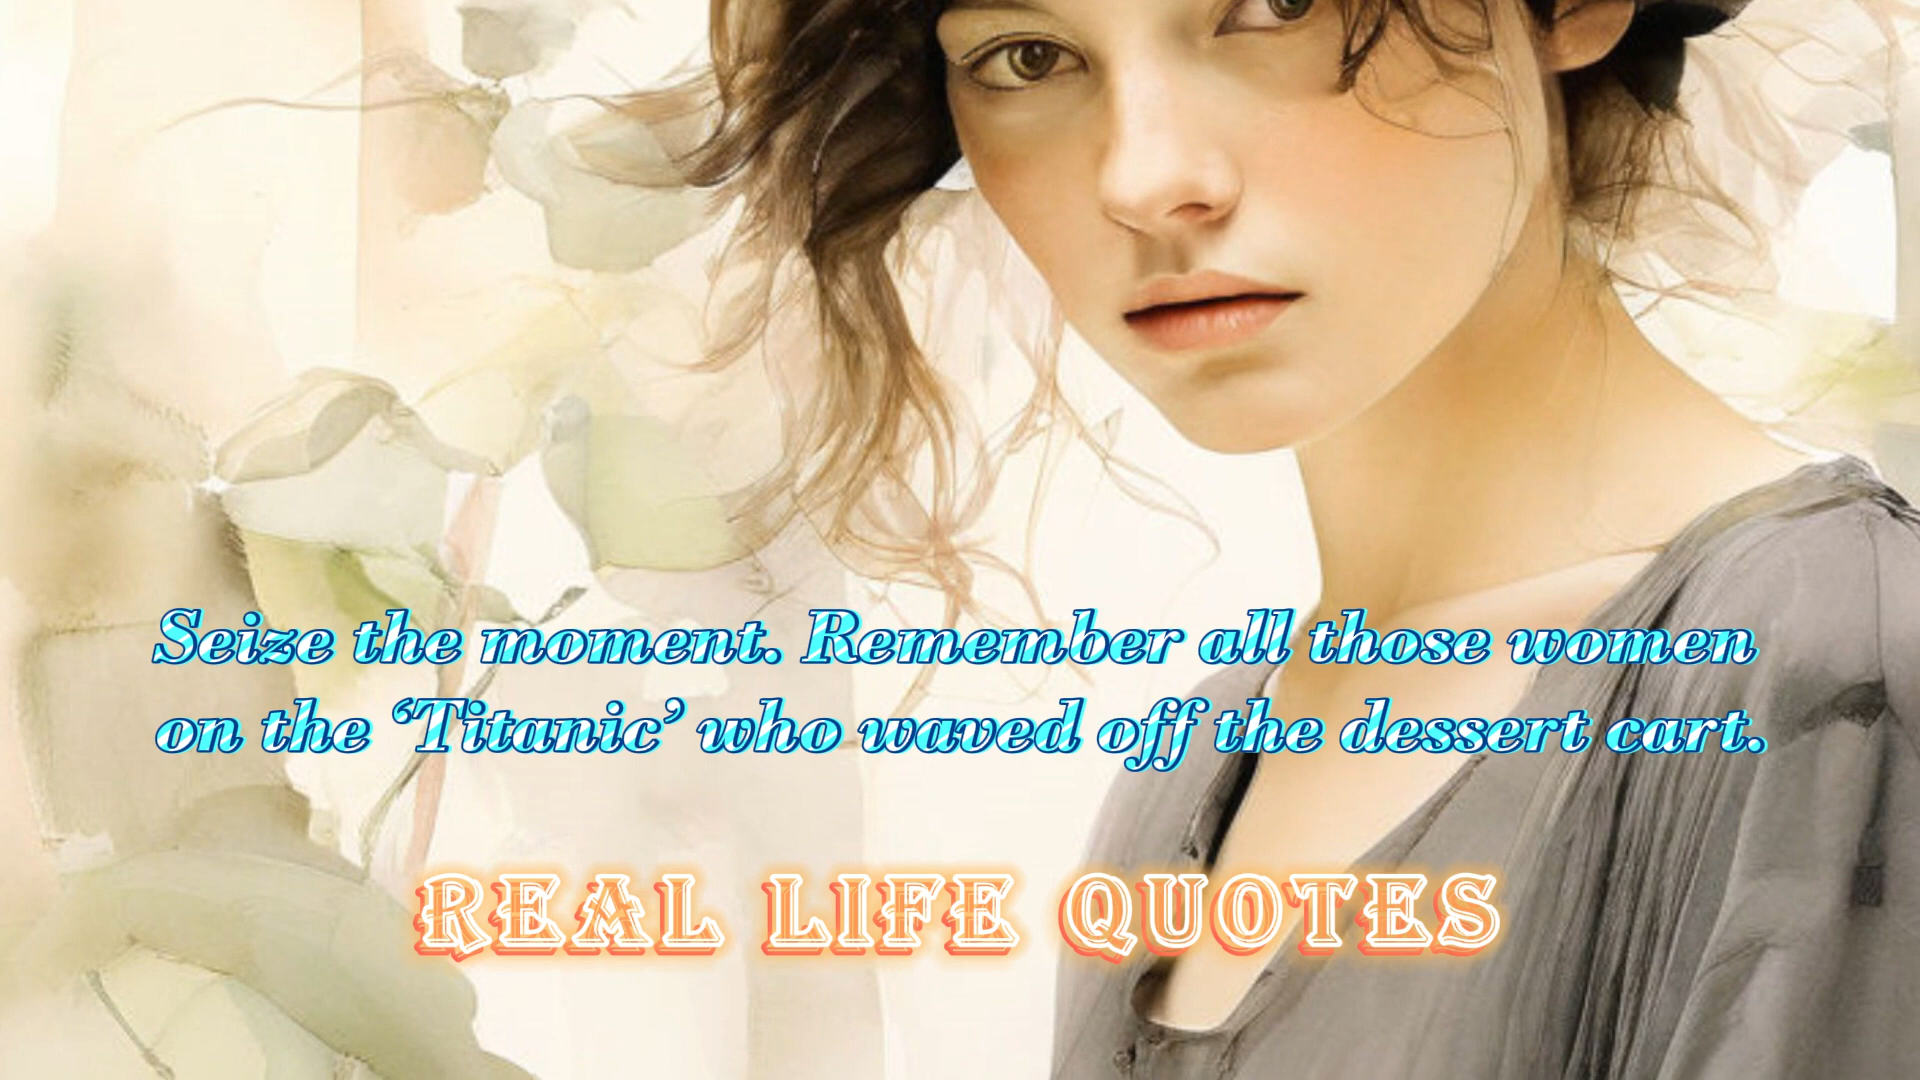 Seize the moment. Remember all those women
on the ‘Titanic’ who waved off the dessert cart.
REAL LIFE QUOTES